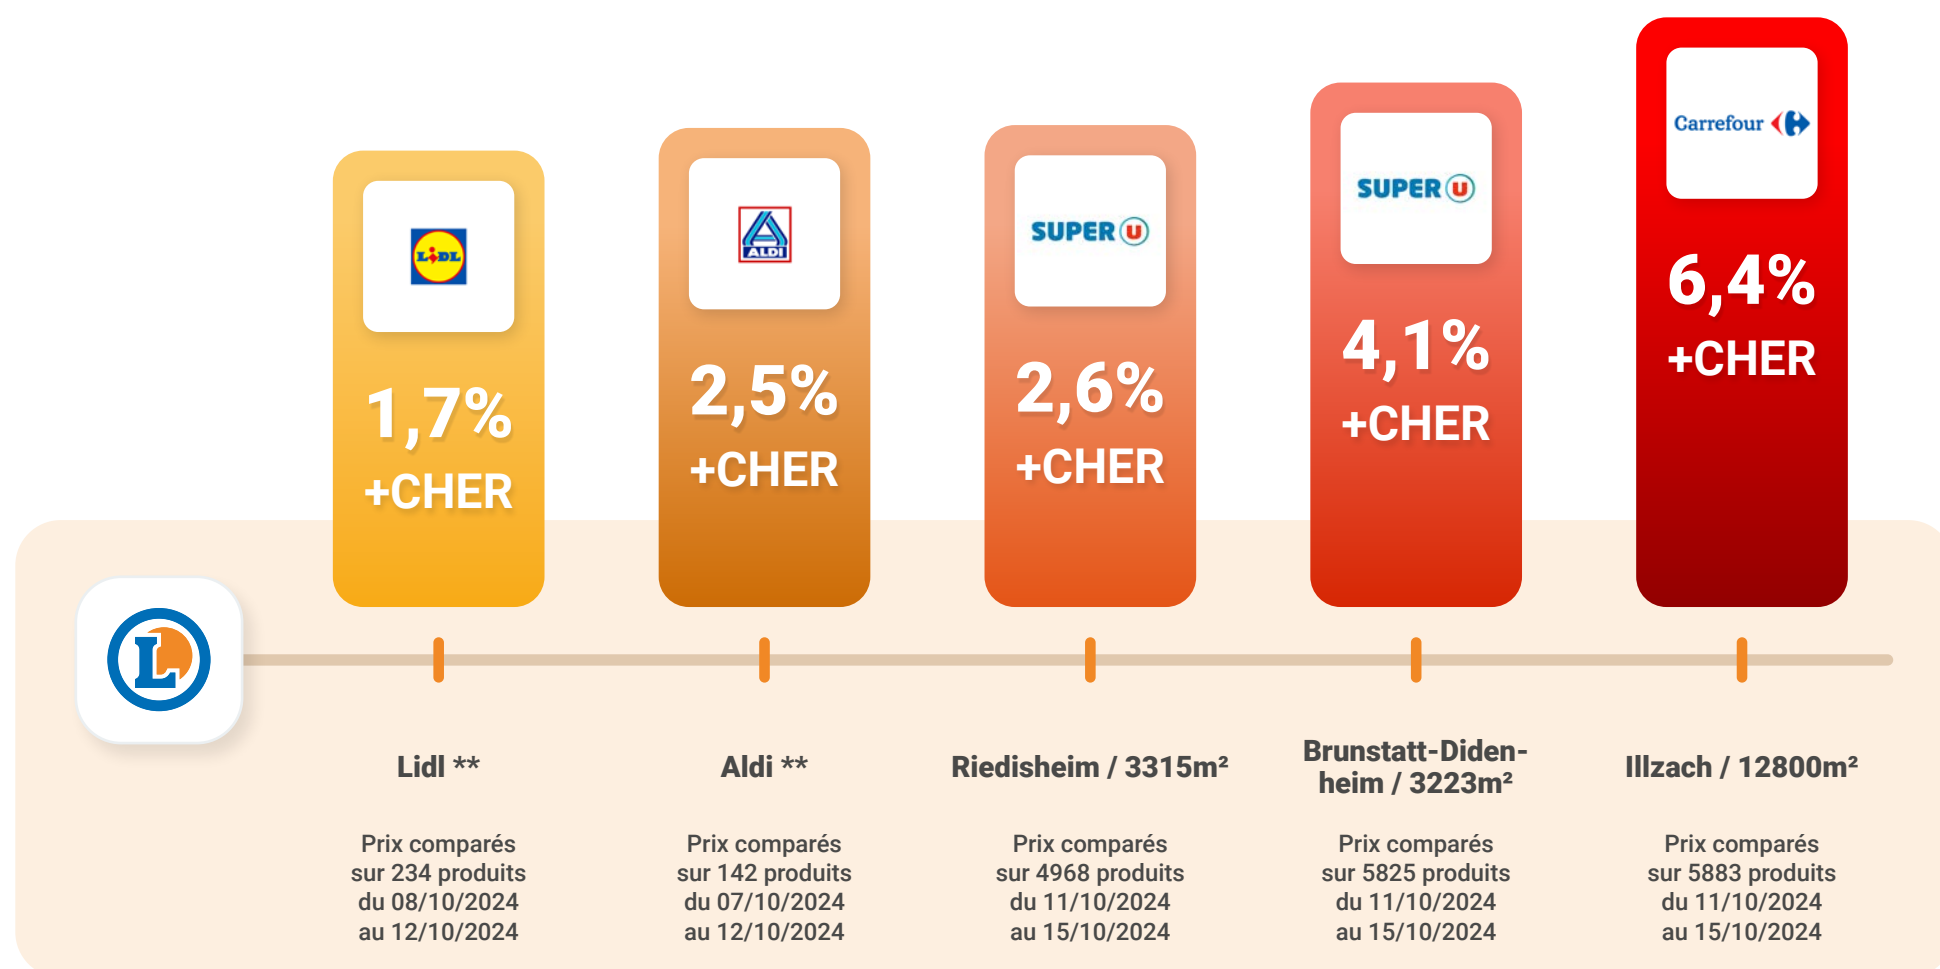 LIDL
1,7%
+CHER
ALDI
2,5%
+CHER
SUPER U
2,6%
+CHER
SUPER U
4,1%
+CHER
Carrefour
6,4%
+CHER
L
Lidl **
Prix comparés
sur 234 produits
du 08/10/2024
au 12/10/2024
Aldi **
Prix comparés
sur 142 produits
du 07/10/2024
au 12/10/2024
Riedisheim / 3315m²
Prix comparés
sur 4968 produits
du 11/10/2024
au 15/10/2024
Brunstatt-Diden-
heim / 3223m²
Prix comparés
sur 5825 produits
du 11/10/2024
au 15/10/2024
Illzach / 12800m²
Prix comparés
sur 5883 produits
du 11/10/2024
au 15/10/2024